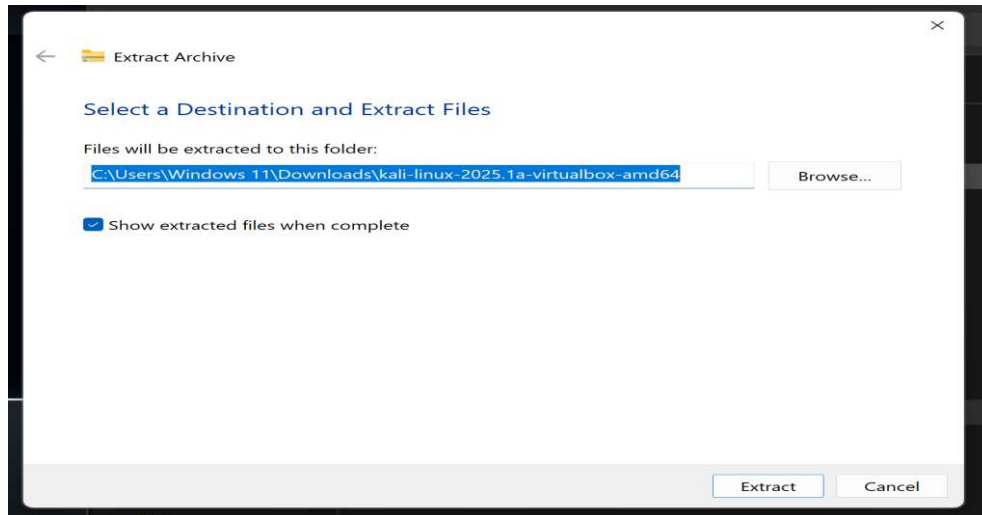 Extract Archive
Select a Destination and Extract Files
Files will be extracted to this folder:
C:\Users\Windows 11\Downloads\kali-linux-2025.1a-virtualbox-amd64
Browse...
Show extracted files when complete
Extract
Cancel